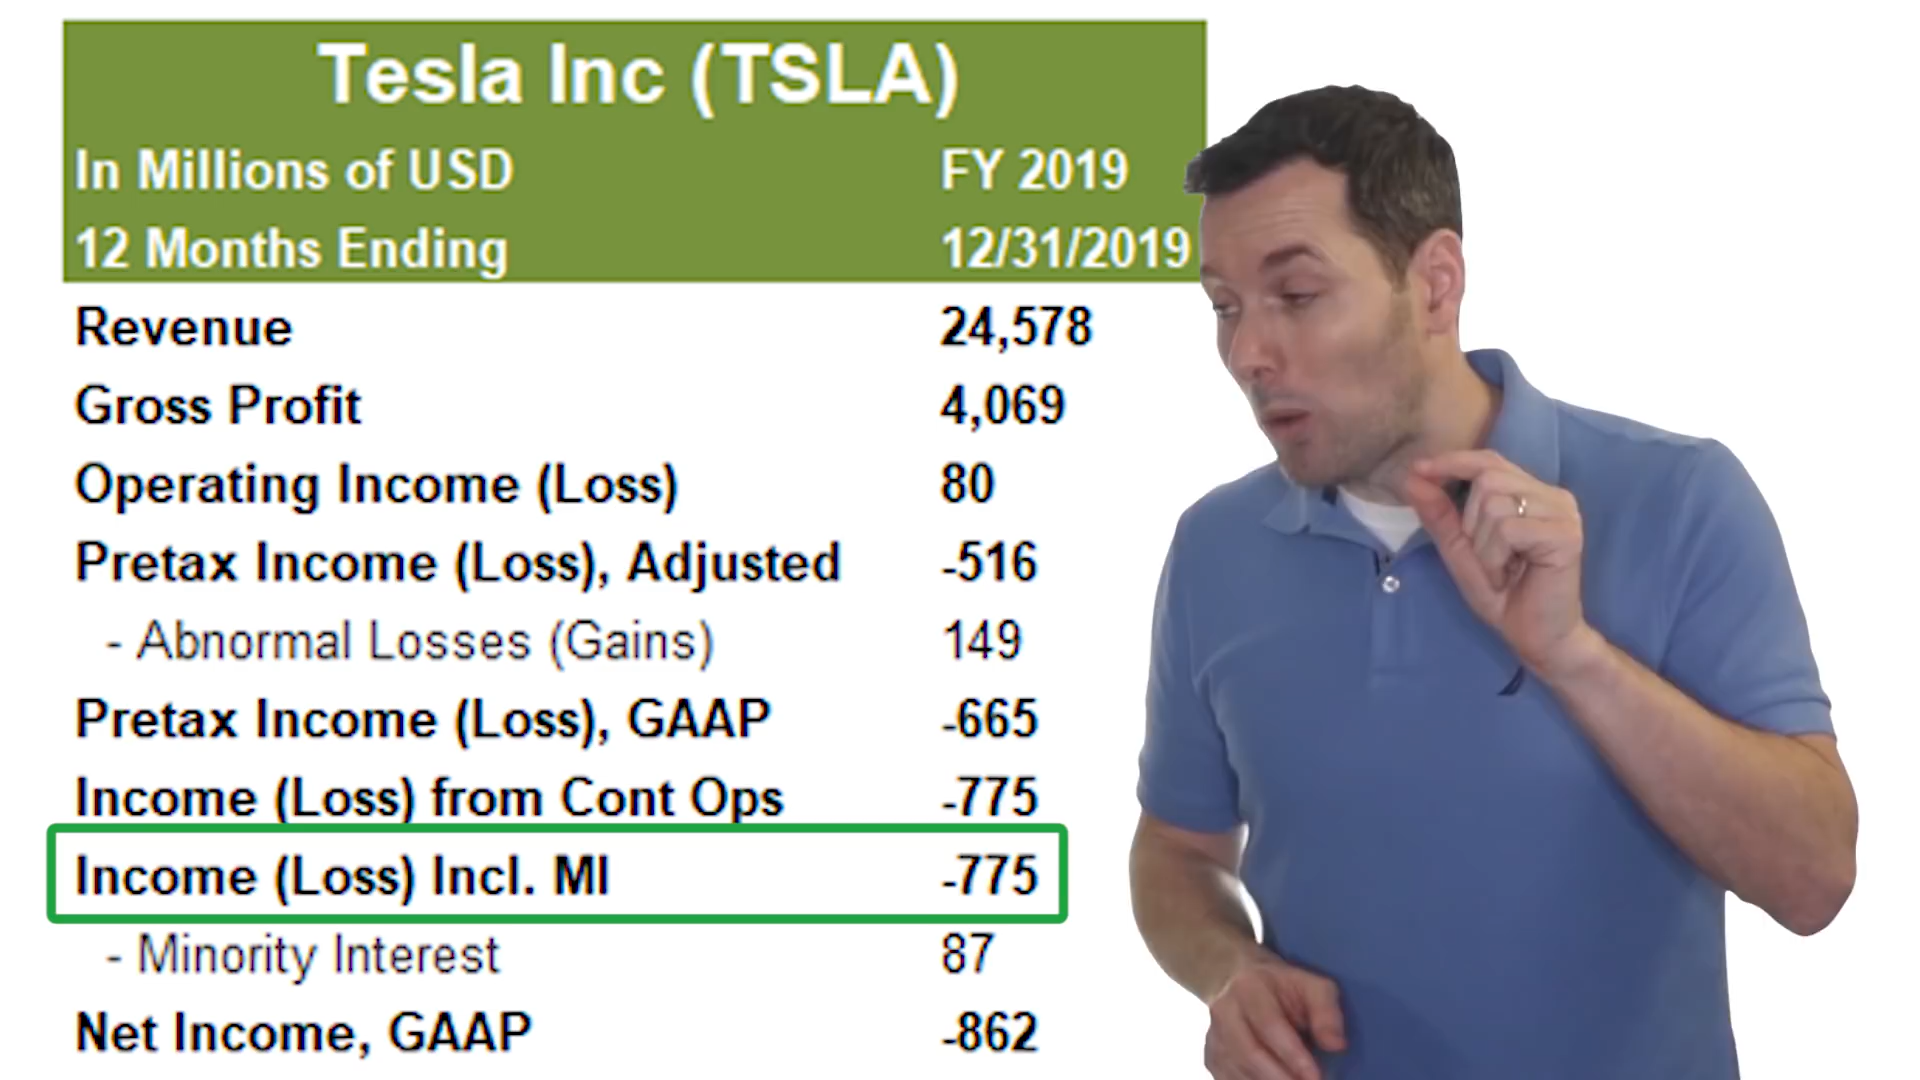 Tesla Inc (TSLA)
In Millions of USD FY 2019
12 Months Ending 12/31/2019
Revenue 24,578
Gross Profit 4,069
Operating Income (Loss) 80
Pretax Income (Loss), Adjusted -516
- Abnormal Losses (Gains) 149
Pretax Income (Loss), GAAP -665
Income (Loss) from Cont Ops -775
Income (Loss) Incl. MI -775
- Minority Interest 87
Net Income, GAAP -862